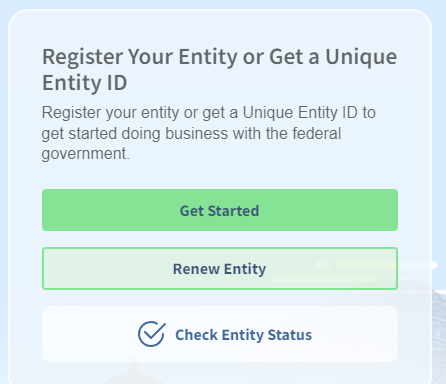 Register Your Entity or Get a Unique
Entity ID
Register your entity or get a Unique Entity ID to
get started doing business with the federal
government.
Get Started
Renew Entity
Check Entity Status